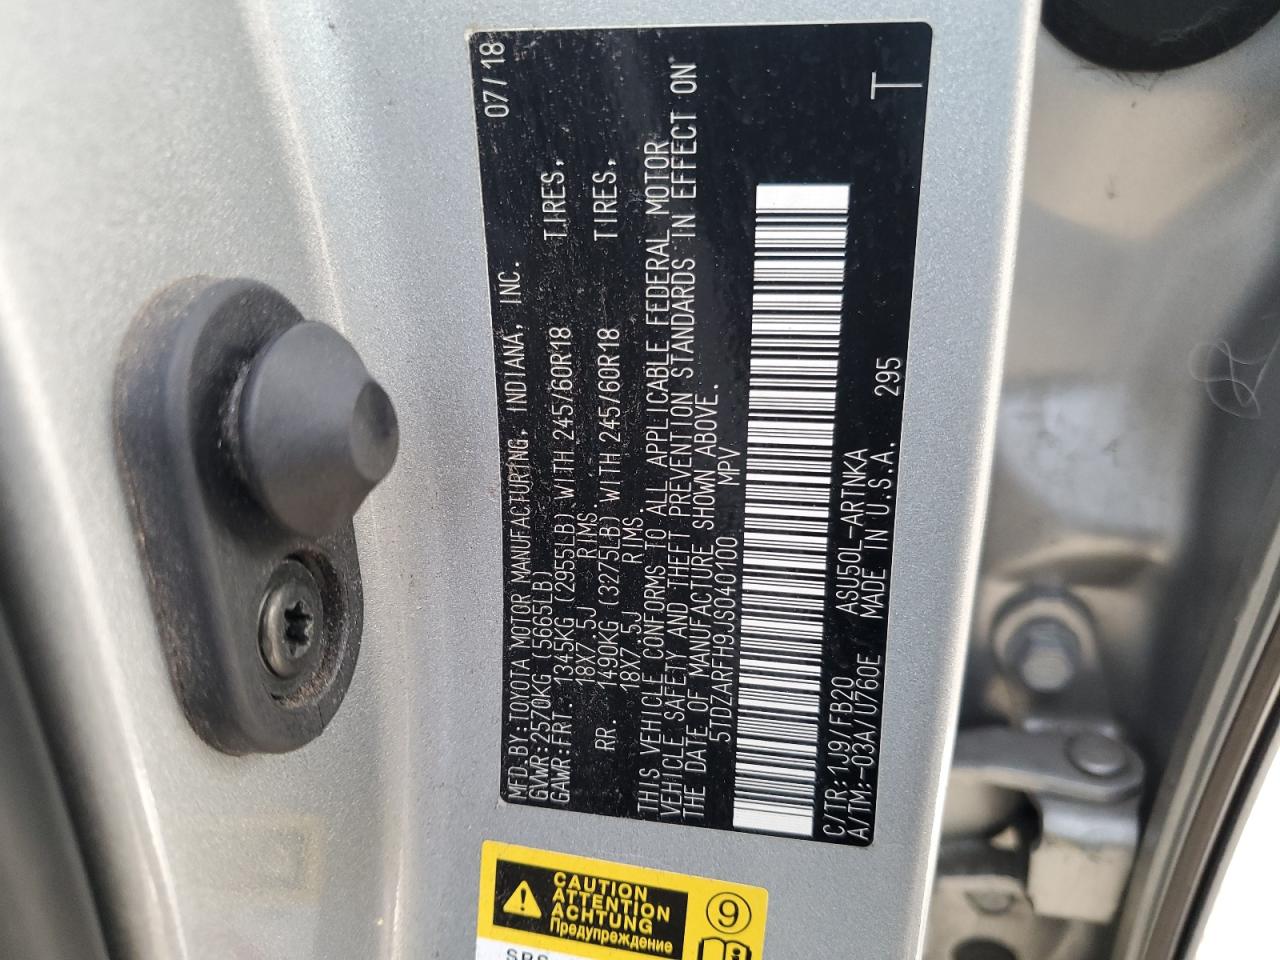 07/18
MFD.BY:TOYOTA MOTOR MANUFACTURING, INDIANA, INC.
GVWR:2570KG (5665LB)
GAWR:FRT. 1345KG (2955LB) WITH 245/60R18 TIRES,
18X7.5J RIMS
RR. 1490KG (3275LB) WITH 245/60R18 TIRES,
18X7.5J RIMS
THIS VEHICLE CONFORMS TO ALL APPLICABLE FEDERAL MOTOR
VEHICLE SAFETY AND THEFT PREVENTION STANDARDS IN EFFECT ON
THE DATE OF MANUFACTURE SHOWN ABOVE.
5TDZARFH9JS040100 MPV
C/TR:1J9/FB20 ASU50L-ARTNKA
A/TM:-03A/U760E MADE IN U.S.A. 295
T
CAUTION
ATTENTION
ACHTUNG
Предупреждение
9